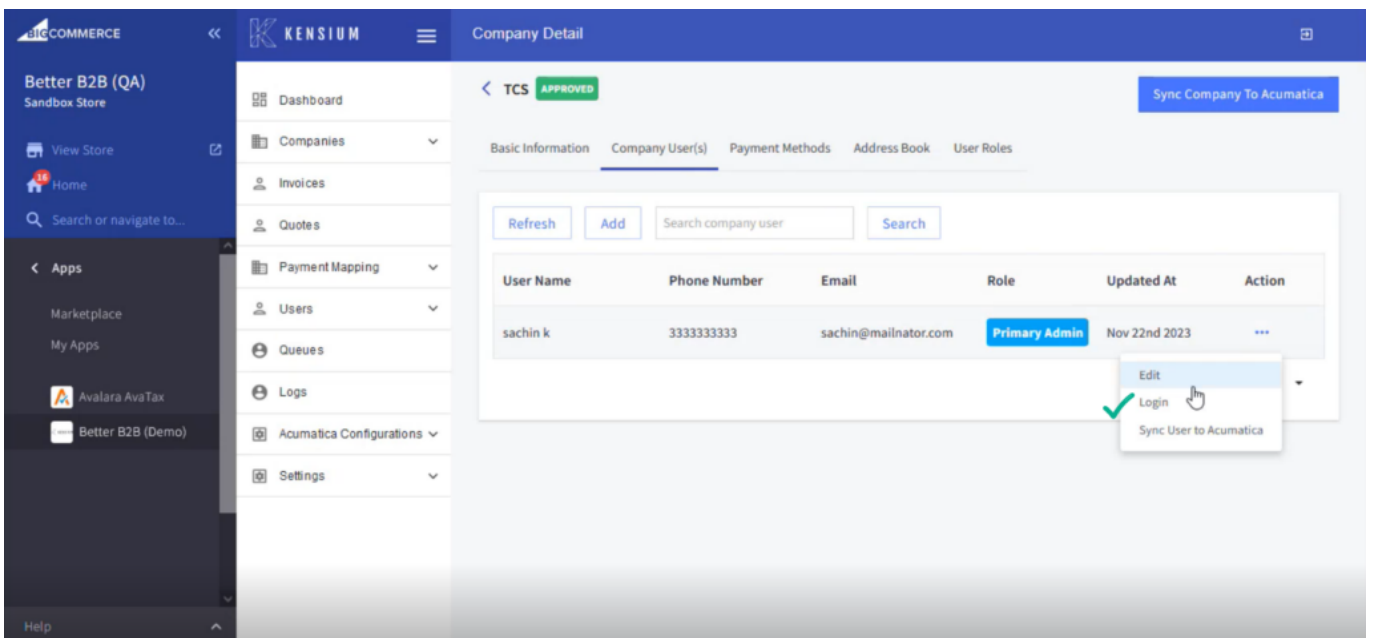 BIGCOMMERCE
Better B2B (QA)
Sandbox Store
View Store
16
Home
Search or navigate to...
Apps
Marketplace
My Apps
Avalara AvaTax
Better B2B (Demo)
Help
KENSIUM
Dashboard
Companies
Invoices
Quotes
Payment Mapping
Users
Queues
Logs
Acumatica Configurations
Settings
Company Detail
TCS APPROVED
Sync Company To Acumatica
Basic Information Company User(s) Payment Methods Address Book User Roles
Refresh Add Search company user Search
User Name Phone Number Email Role Updated At Action
sachin k 3333333333 sachin@mailnator.com Primary Admin Nov 22nd 2023 ...
Edit
Login
Sync User to Acumatica